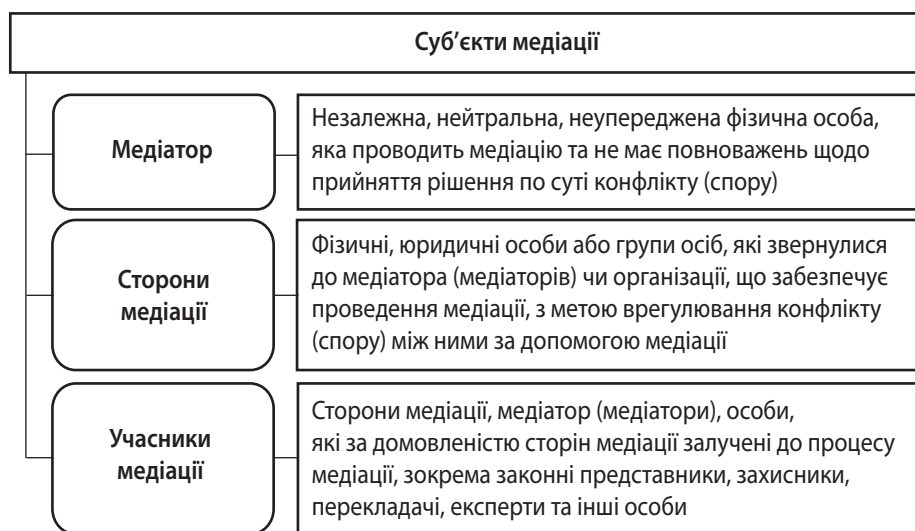 Суб’єкти медіації
Медіатор
Незалежна, нейтральна, неупереджена фізична особа,
яка проводить медіацію та не має повноважень щодо
прийняття рішення по суті конфлікту (спору)
Сторони
медіації
Фізичні, юридичні особи або групи осіб, які звернулися
до медіатора (медіаторів) чи організації, що забезпечує
проведення медіації, з метою врегулювання конфлікту
(спору) між ними за допомогою медіації
Учасники
медіації
Сторони медіації, медіатор (медіатори), особи,
які за домовленістю сторін медіації залучені до процесу
медіації, зокрема законні представники, захисники,
перекладачі, експерти та інші особи